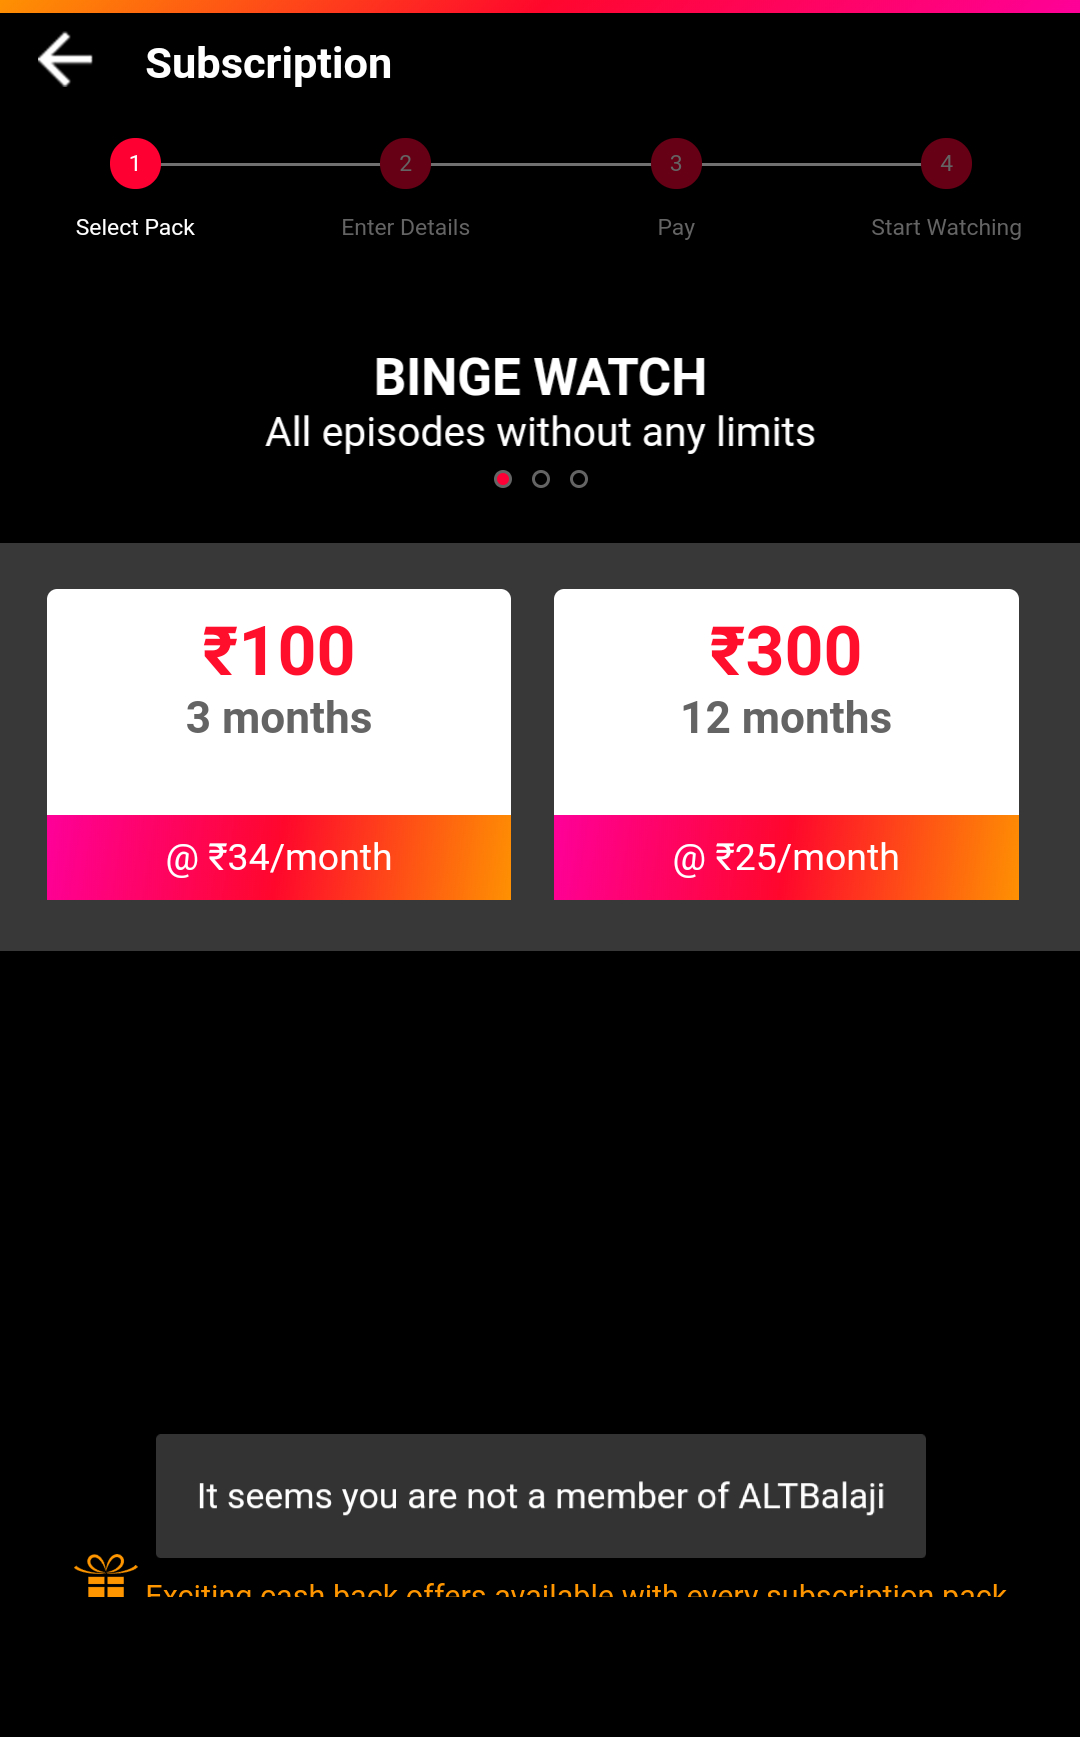 Subscription
1 2 3 4
Select Pack Enter Details Pay Start Watching
BINGE WATCH
All episodes without any limits
₹100
3 months
@ ₹34/month
₹300
12 months
@ ₹25/month
It seems you are not a member of ALTBalaji
Exciting cash back offers available with every subscription pack